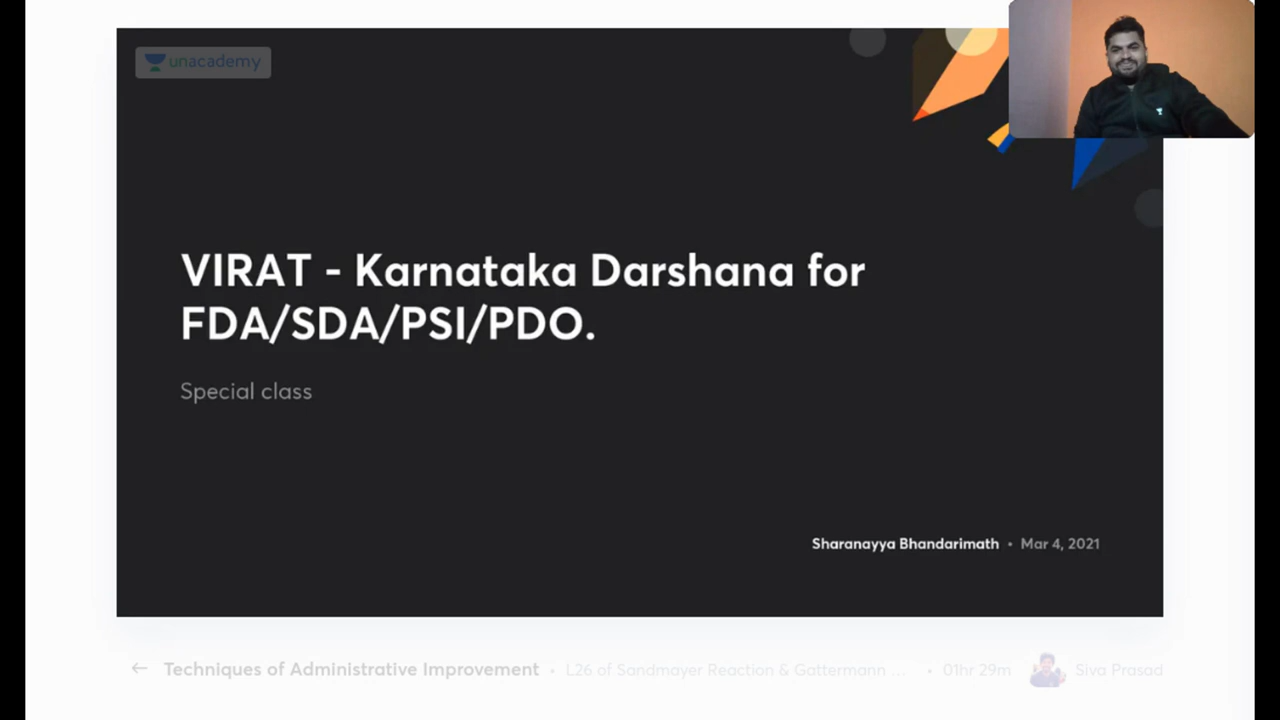 unacademy
VIRAT - Karnataka Darshana for
FDA/SDA/PSI/PDO.
Special class
Sharanayya Bhandarimath • Mar 4, 2021
← Techniques of Administrative Improvement • L26 of Sandmayer Reaction & Gattermann ... • 01hr 29m Siva Prasad